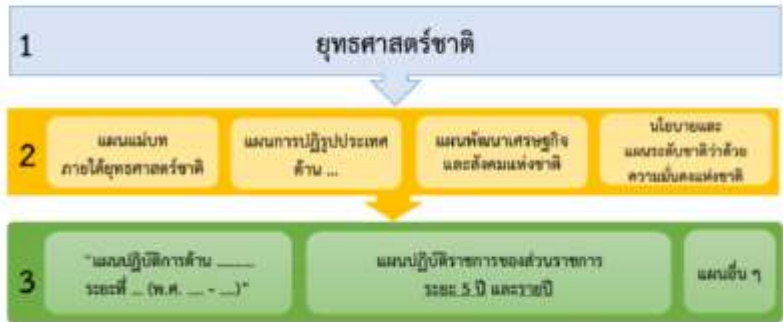 1
ยุทธศาสตร์ชาติ
2
แผนแม่บท
ภายใต้ยุทธศาสตร์ชาติ
แผนการปฏิรูปประเทศ
ด้าน ...
แผนพัฒนาเศรษฐกิจ
และสังคมแห่งชาติ
นโยบายและ
แผนระดับชาติว่าด้วย
ความมั่นคงแห่งชาติ
3
"แผนปฏิบัติการด้าน .........
ระยะที่ ... (พ.ศ. .... - ....)"
แผนปฏิบัติราชการของส่วนราชการ
ระยะ 5 ปี และรายปี
แผนอื่น ๆ